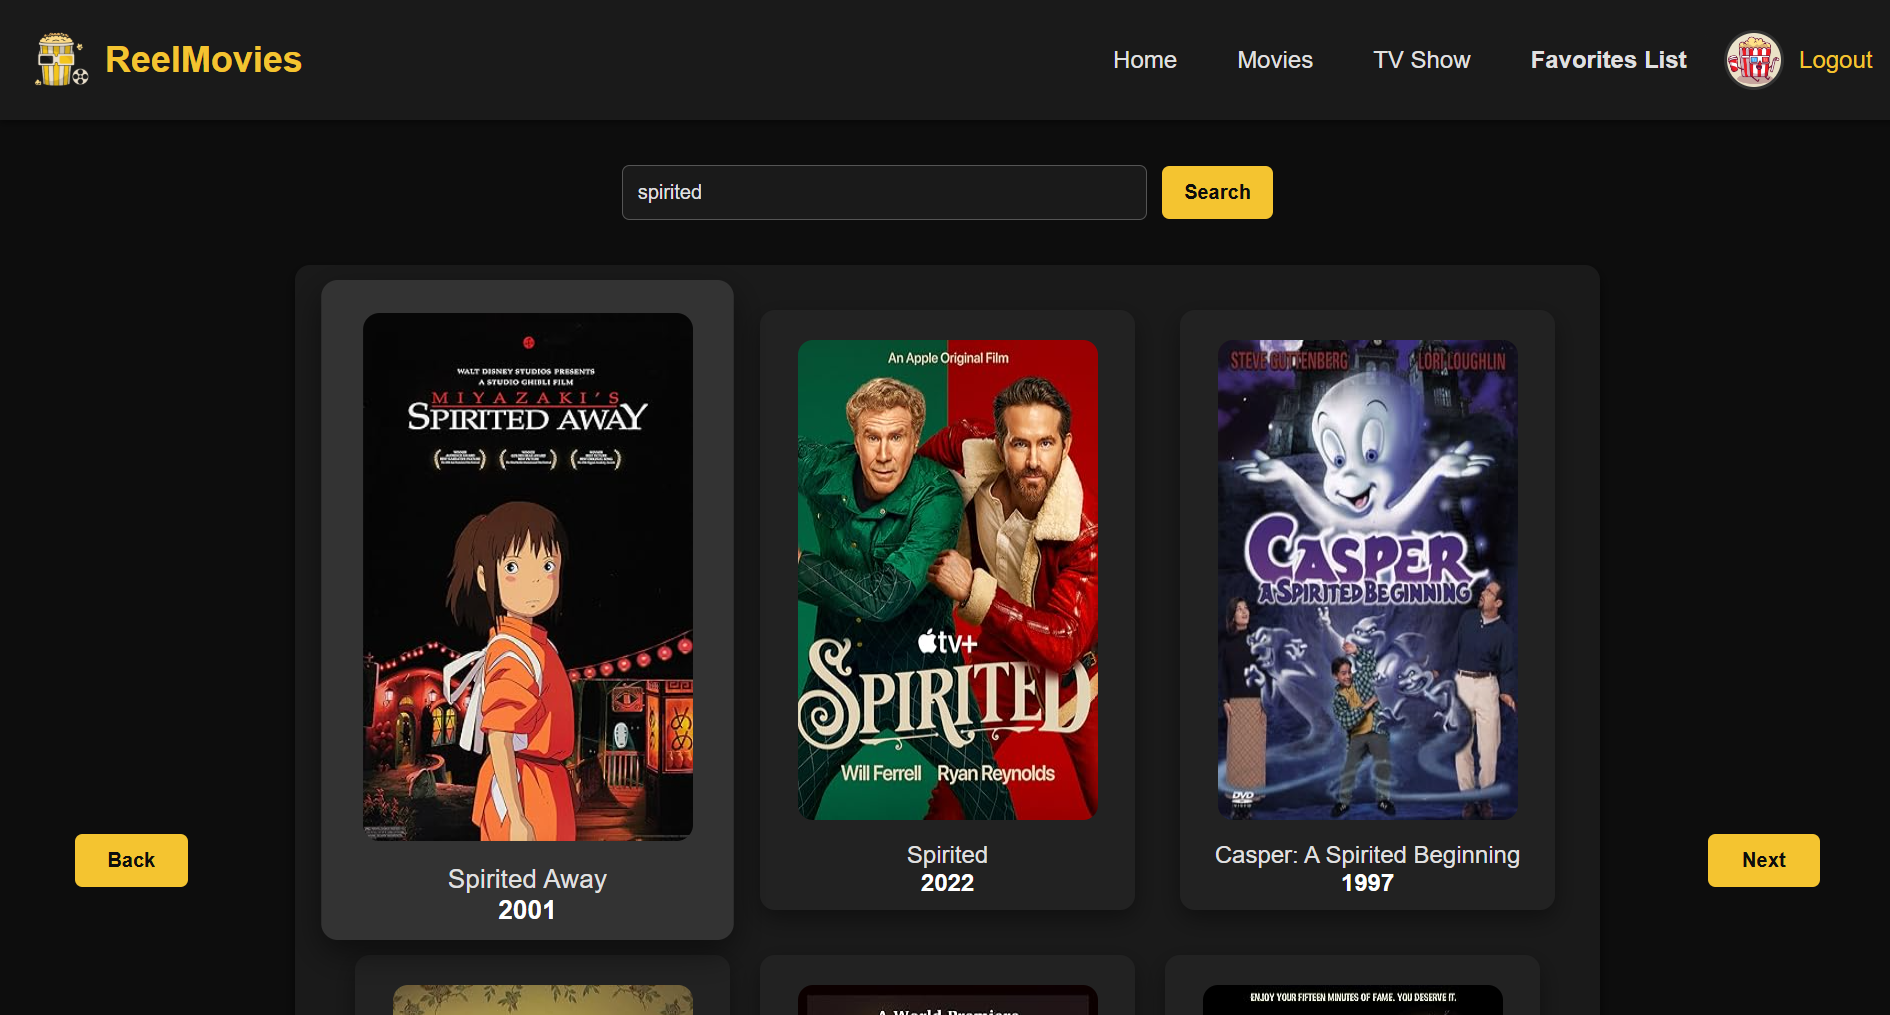 ReelMovies
Home
Movies
TV Show
Favorites List
Logout
spirited
Search
WALT DISNEY STUDIOS PRESENTS
A STUDIO GHIBLI FILM
MIYAZAKI'S
SPIRITED AWAY
Spirited Away
2001
An Apple Original Film
tv+
SPIRITED
Will Ferrell Ryan Reynolds
Spirited
2022
STEVE GUTTENBERG LORI LOUGHLIN
CASPER
A SPIRITED BEGINNING
DVD
VIDEO
Casper: A Spirited Beginning
1997
Back
Next
A World Premiere
ENJOY YOUR FIFTEEN MINUTES OF FAME. YOU DESERVE IT.